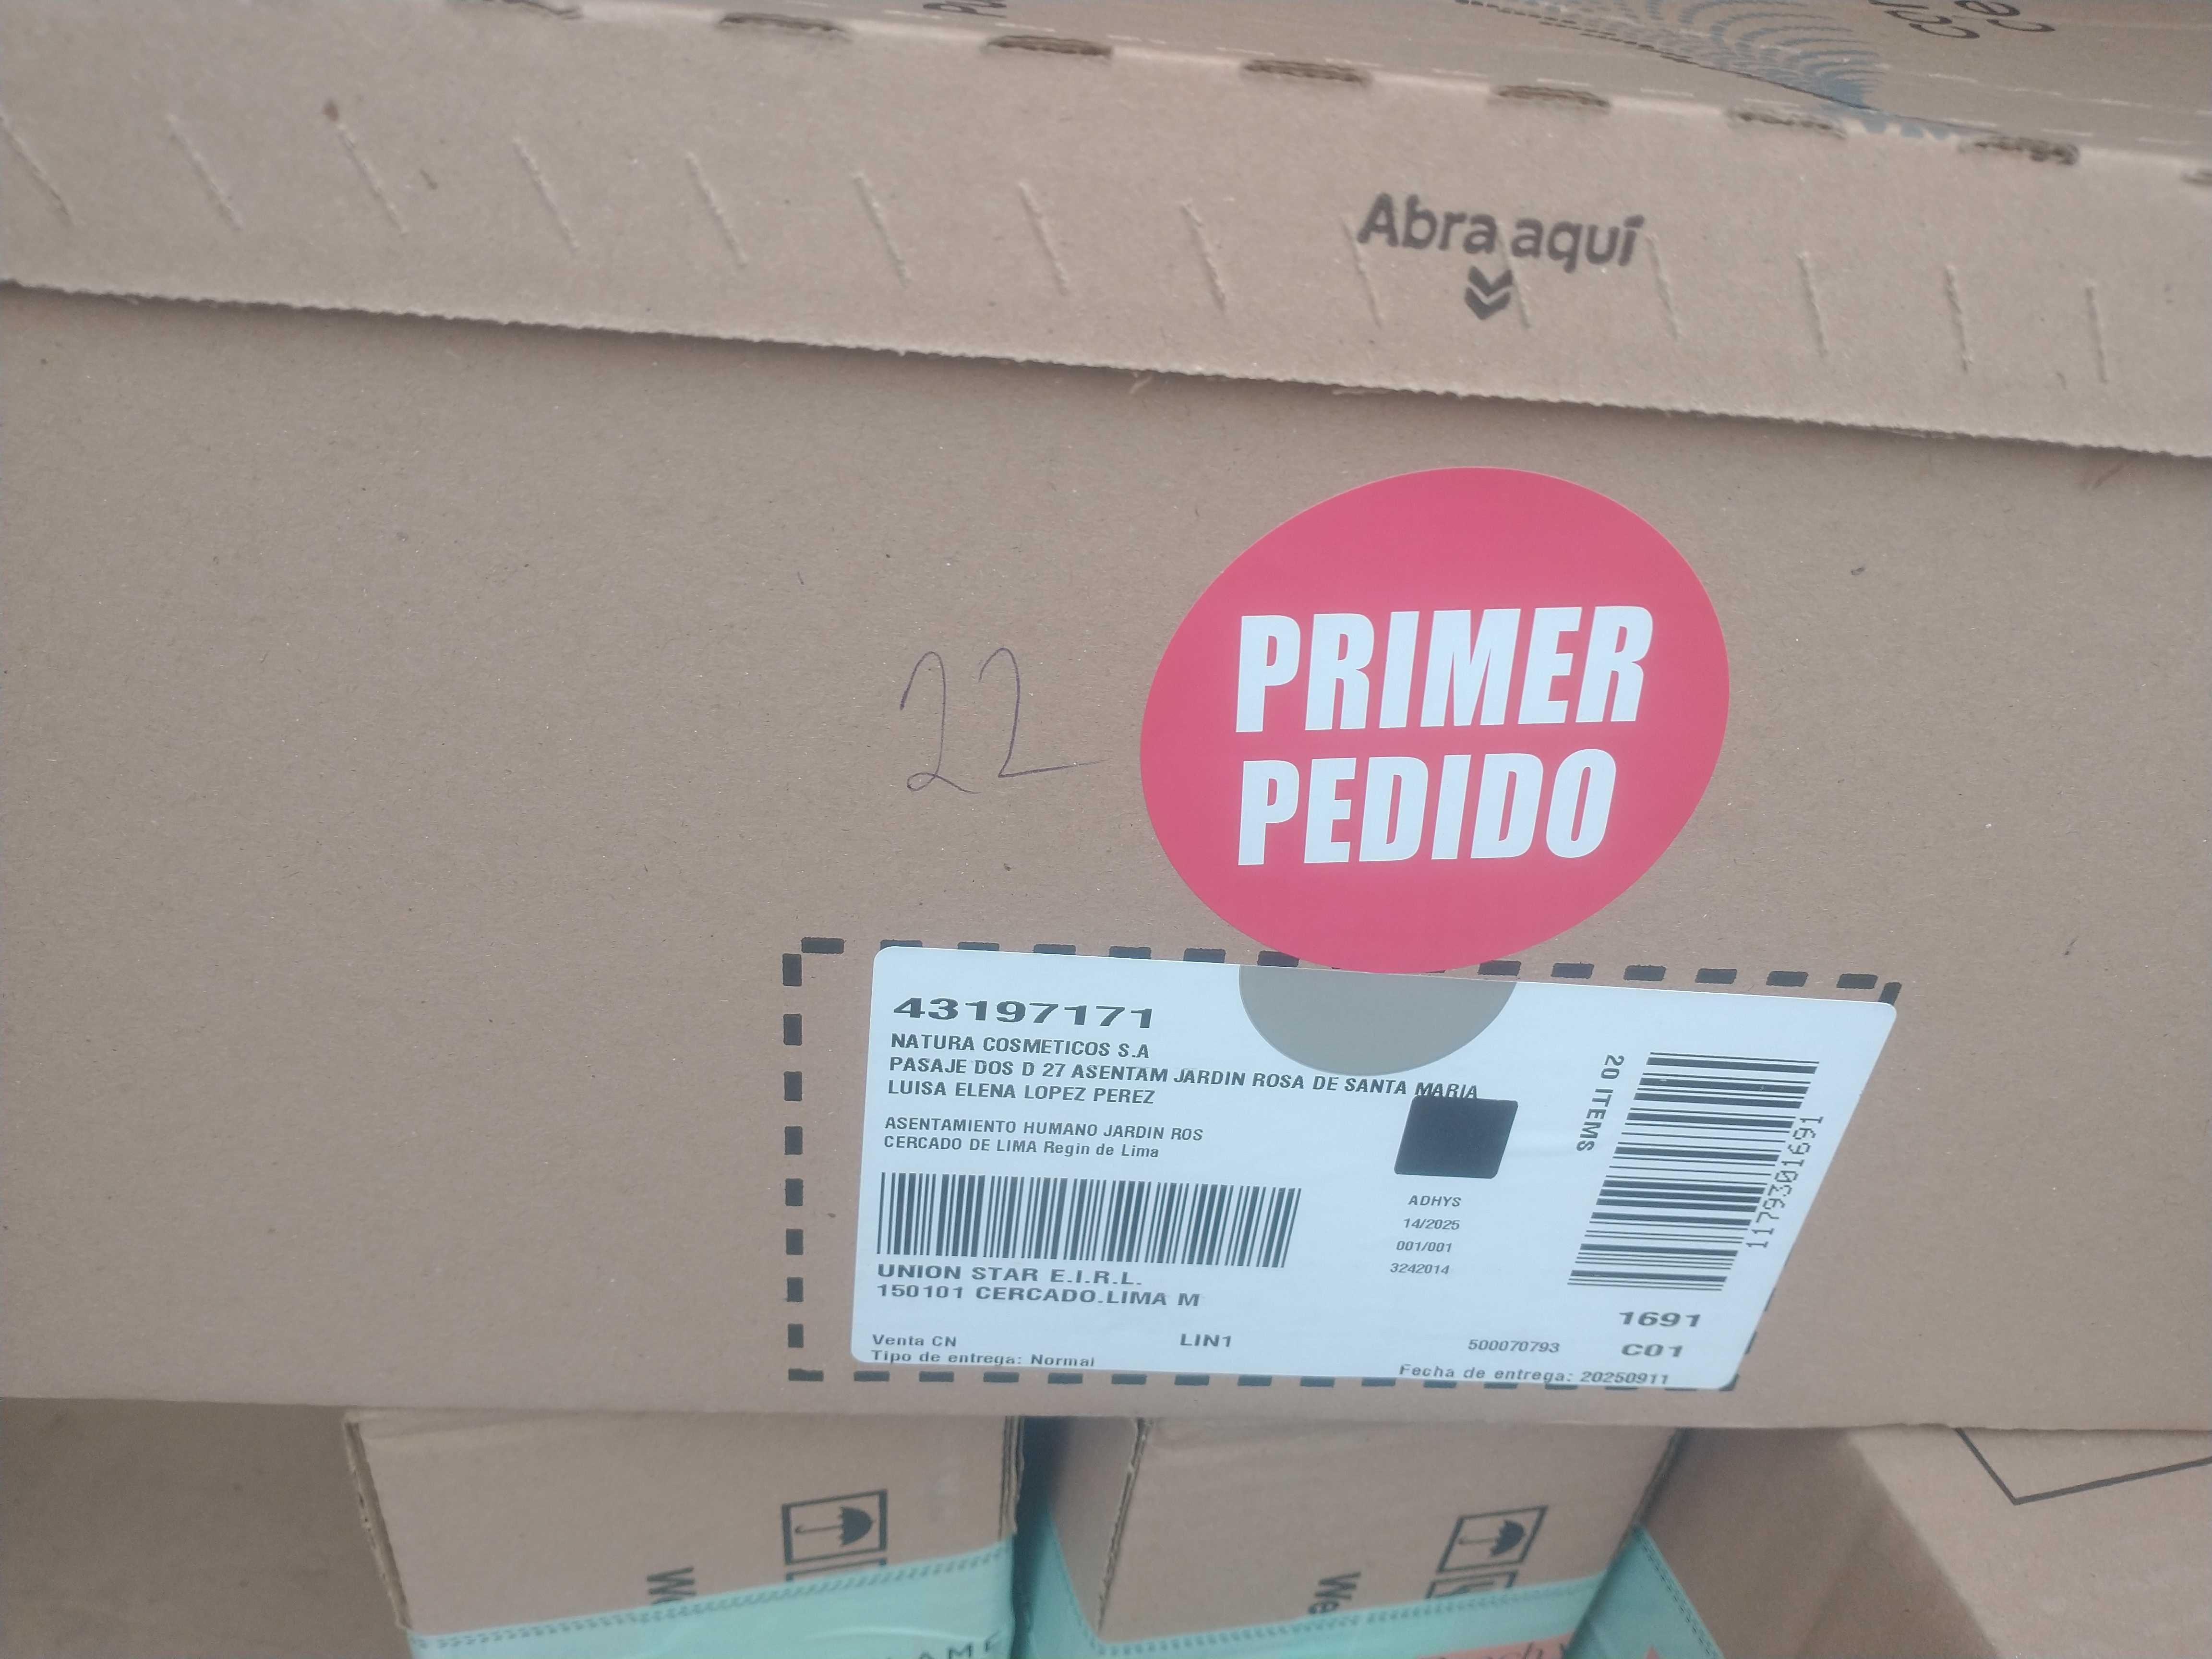 Abra aquí
22
PRIMER
PEDIDO
43197171
NATURA COSMETICOS S.A
PASAJE DOS D 27 ASENTAM JARDIN ROSA DE SANTA MARIA
LUISA ELENA LOPEZ PEREZ
ASENTAMIENTO HUMANO JARDIN ROS
CERCADO DE LIMA Regin de Lima
UNION STAR E.I.R.L.
150101 CERCADO.LIMA M
Venta CN
LIN1
Tipo de entrega: Normal
ADHYS
14/2025
001/001
3242014
20 ITEMS
1179301691
1691
500070793
C01
Fecha de entrega: 20250911
We
We